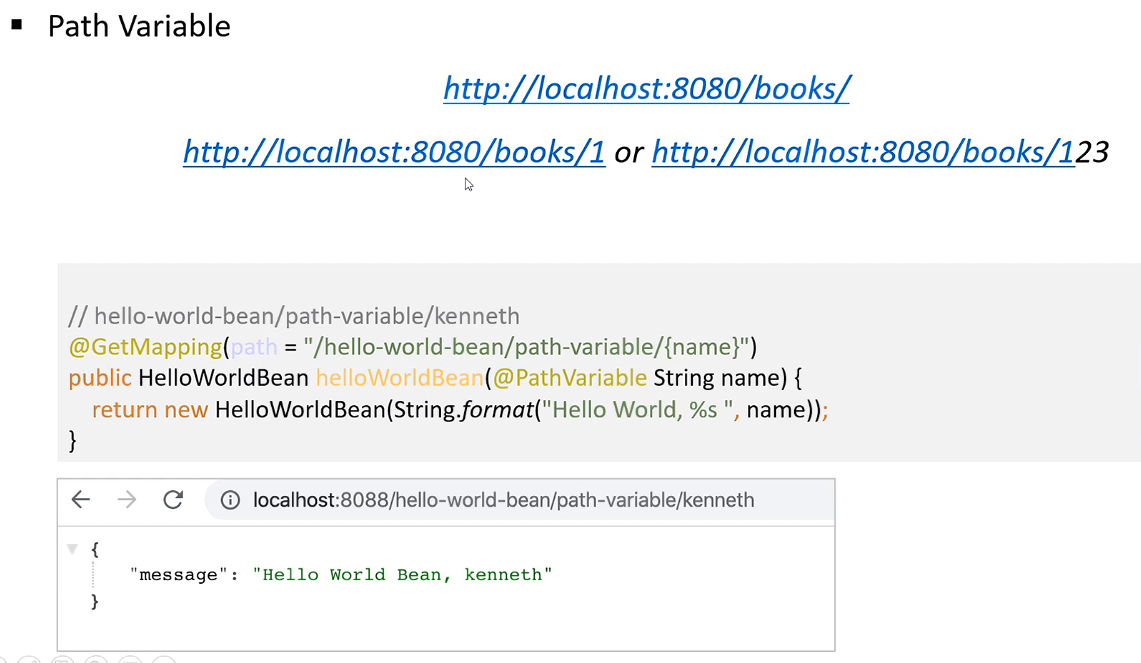 ▪ Path Variable
http://localhost:8080/books/
http://localhost:8080/books/1 or http://localhost:8080/books/123
// hello-world-bean/path-variable/kenneth
@GetMapping(path = "/hello-world-bean/path-variable/{name}")
public HelloWorldBean helloWorldBean(@PathVariable String name) {
return new HelloWorldBean(String.format("Hello World, %s ", name));
}
localhost:8088/hello-world-bean/path-variable/kenneth
{
"message": "Hello World Bean, kenneth"
}